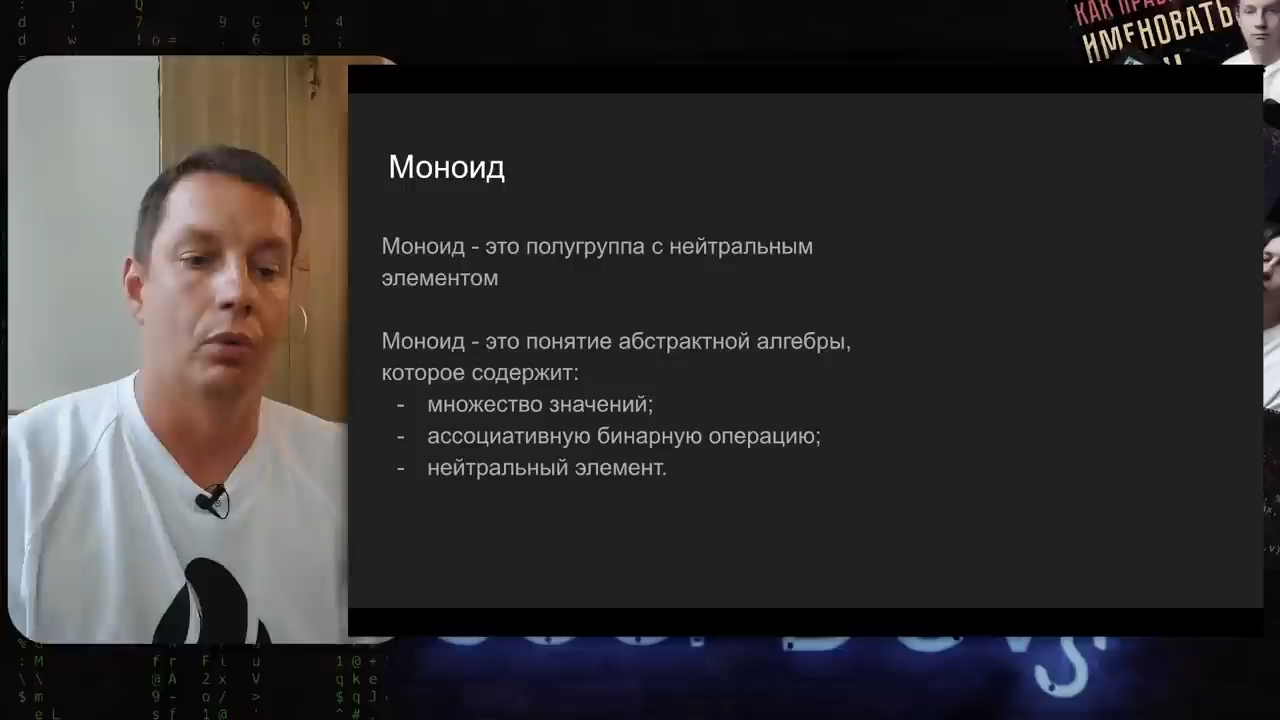 КАК
ИМЕНОВАТЬ
Моноид
Моноид - это полугруппа с нейтральным
элементом
Моноид - это понятие абстрактной алгебры,
которое содержит:
- множество значений;
- ассоциативную бинарную операцию;
- нейтральный элемент.